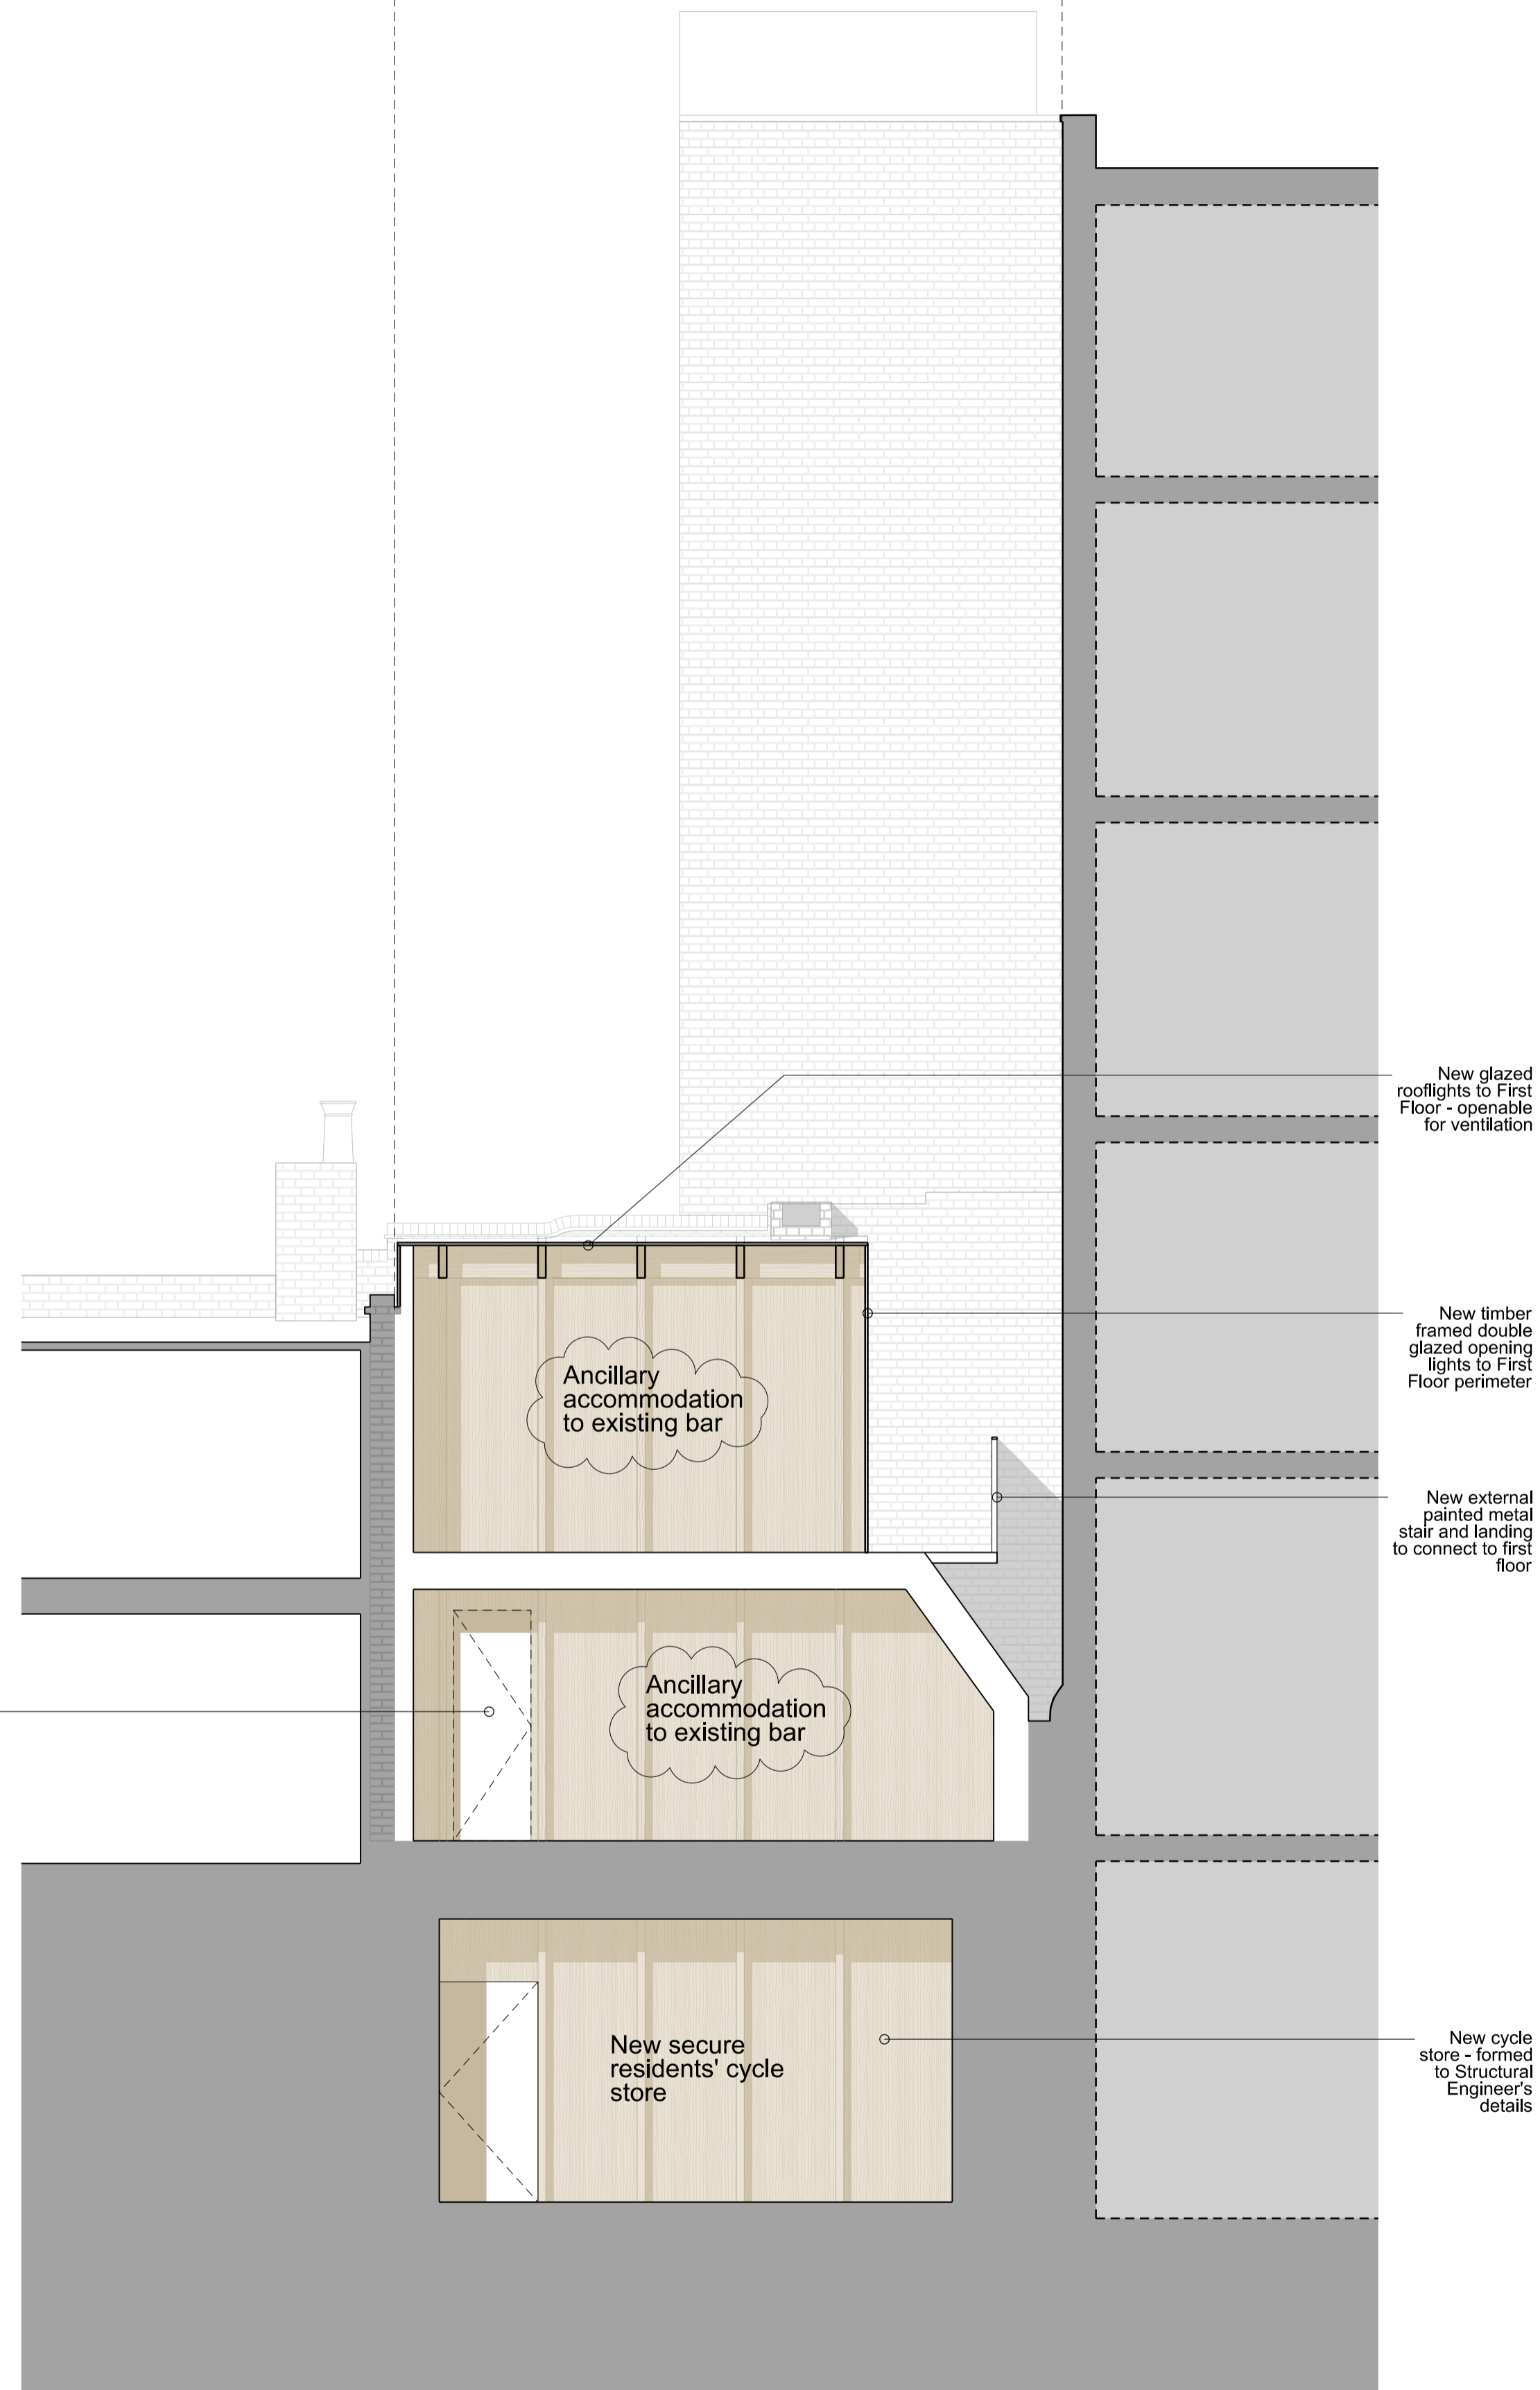 New glazed
rooflights to First
Floor - openable
for ventilation
New timber
framed double
glazed opening
lights to First
Floor perimeter
Ancillary
accommodation
to existing bar
New external
painted metal
stair and landing
to connect to first
floor
Ancillary
accommodation
to existing bar
New secure
residents' cycle
store
New cycle
store - formed
to Structural
Engineer's
details